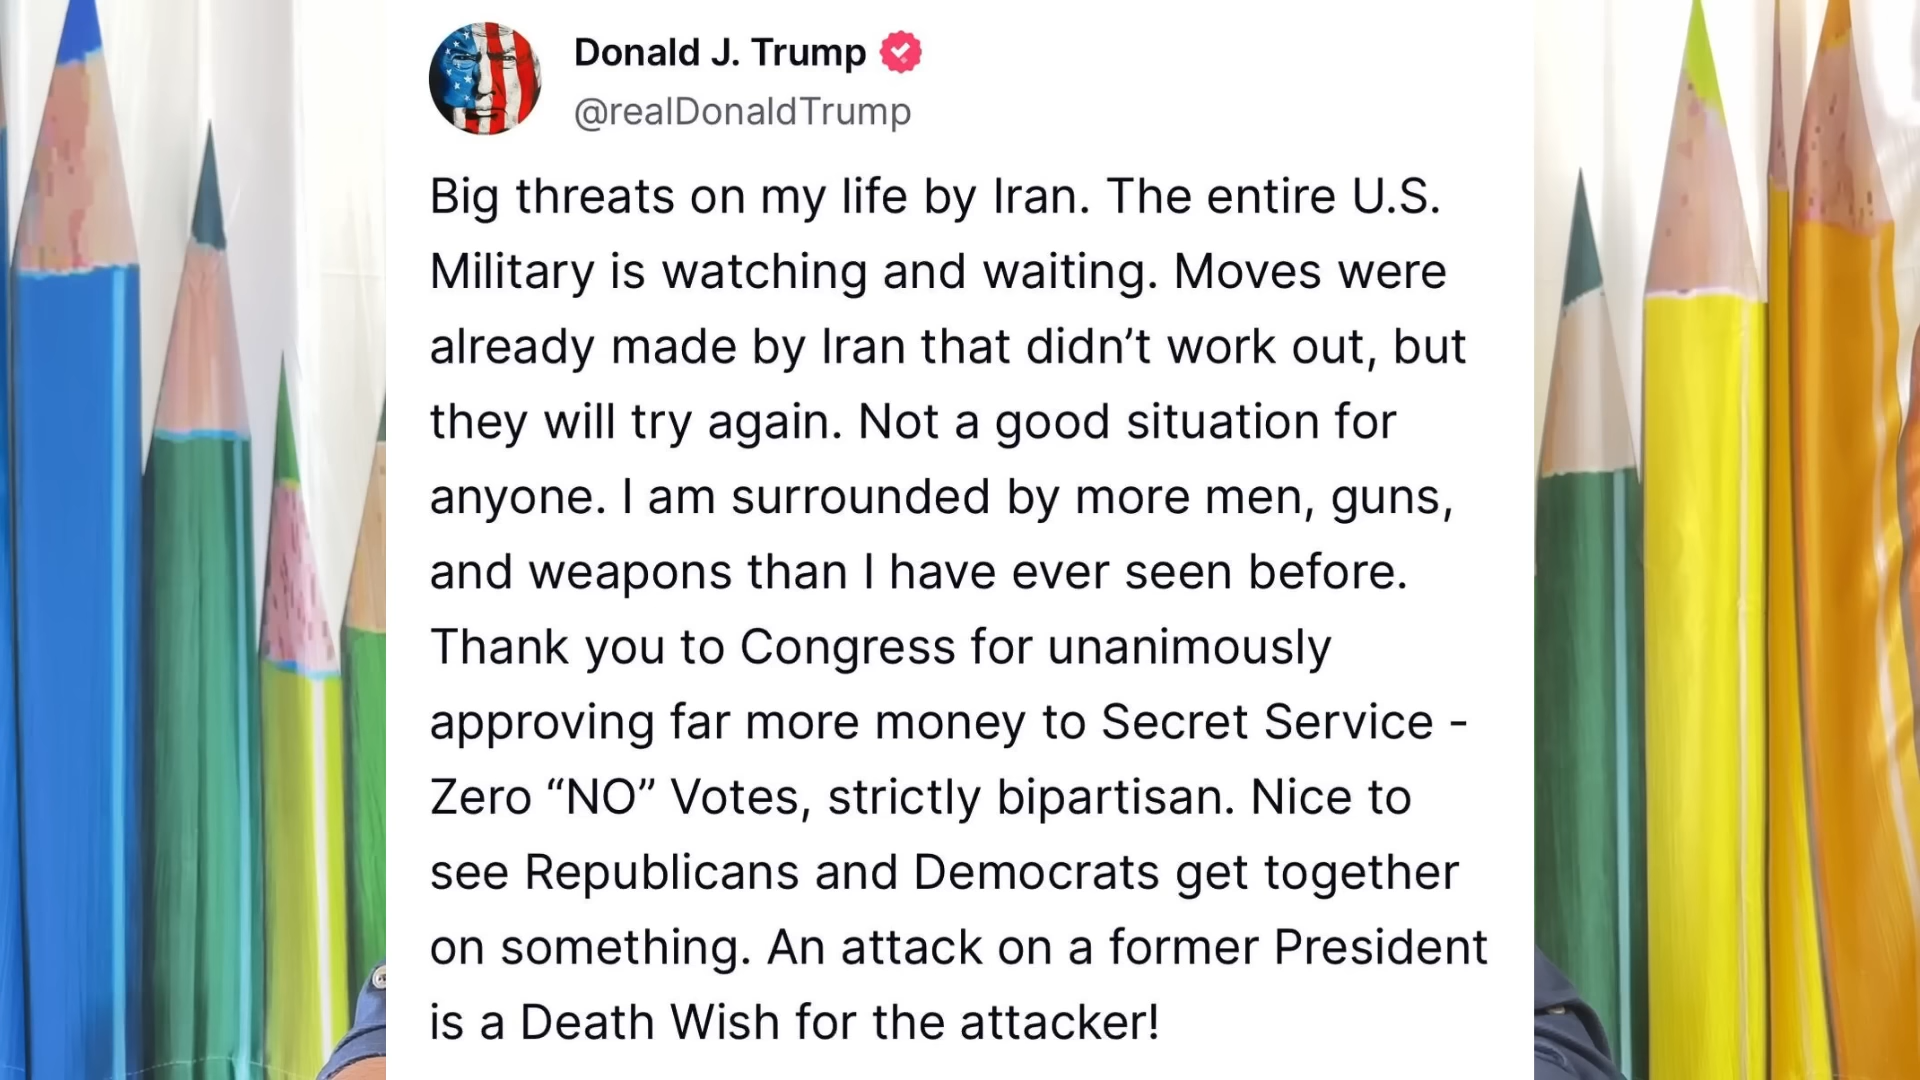 Donald J. Trump
@realDonaldTrump
Big threats on my life by Iran. The entire U.S.
Military is watching and waiting. Moves were
already made by Iran that didn’t work out, but
they will try again. Not a good situation for
anyone. I am surrounded by more men, guns,
and weapons than I have ever seen before.
Thank you to Congress for unanimously
approving far more money to Secret Service -
Zero “NO” Votes, strictly bipartisan. Nice to
see Republicans and Democrats get together
on something. An attack on a former President
is a Death Wish for the attacker!